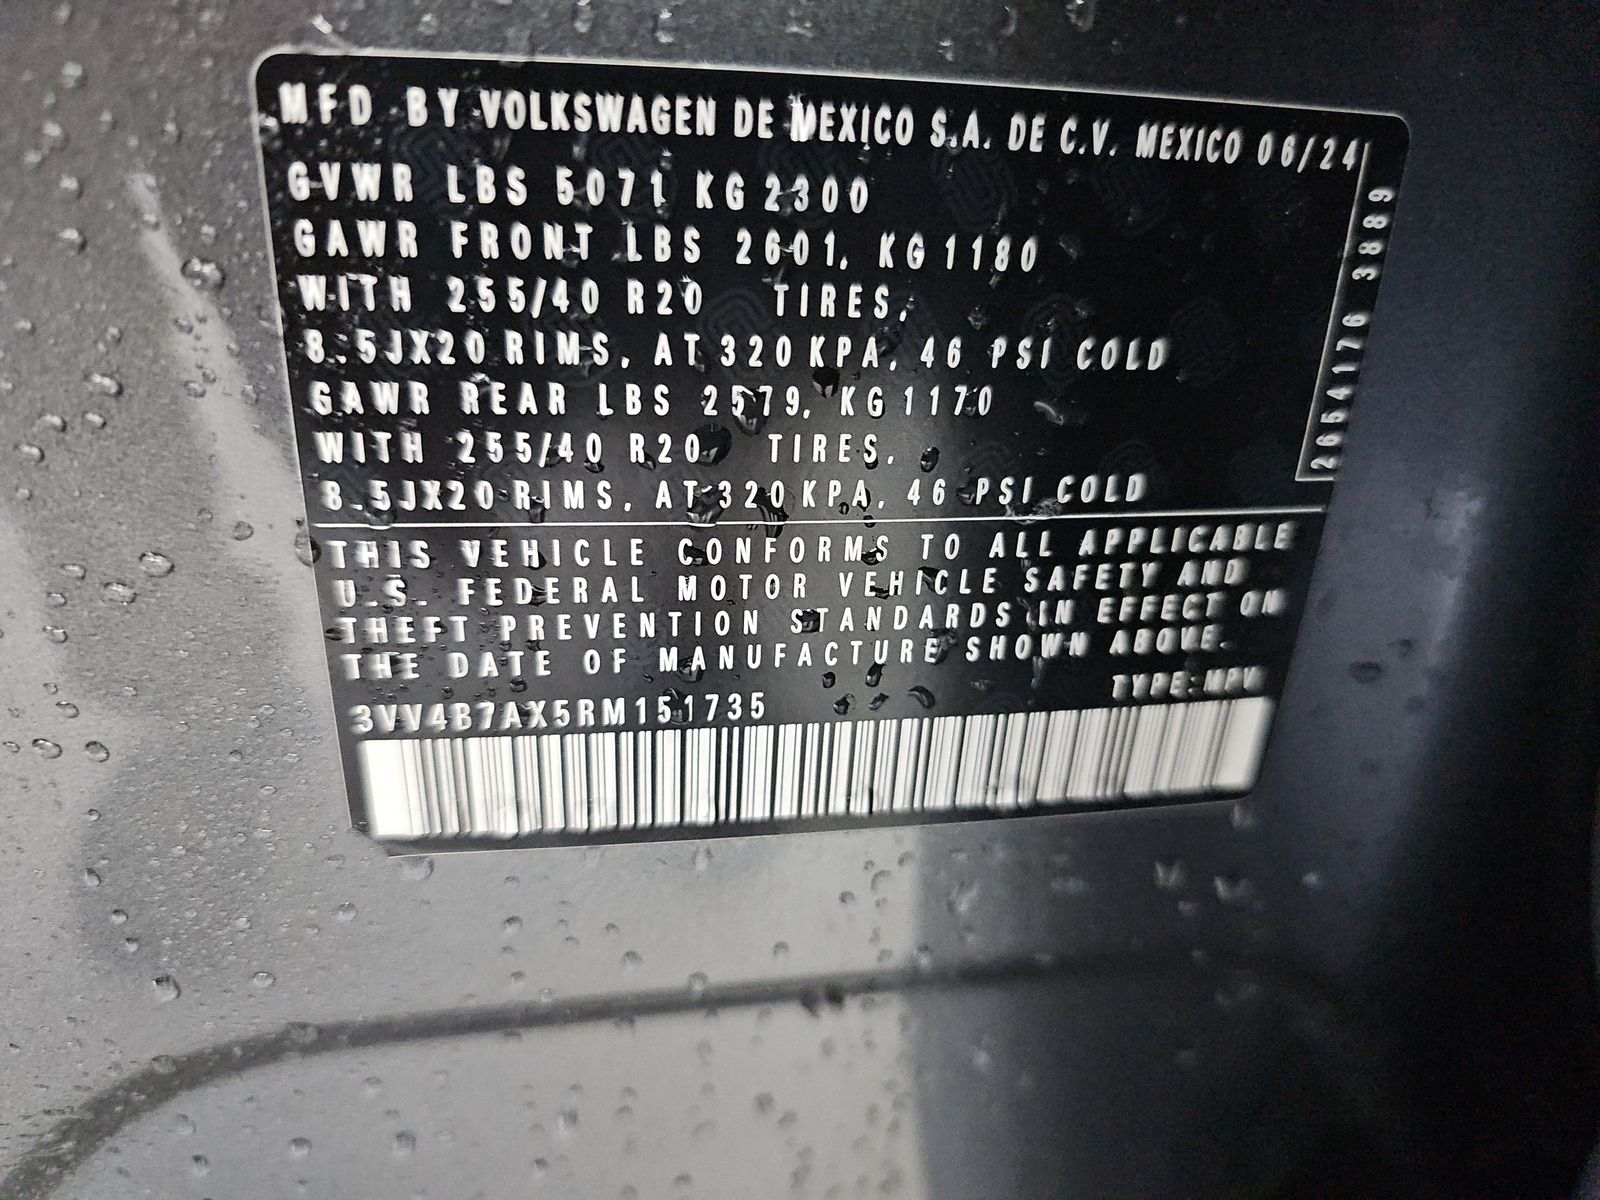 MFD BY VOLKSWAGEN DE MEXICO S.A. DE C.V. MEXICO 06/24
GVWR LBS 5071 KG 2300
GAWR FRONT LBS 2601, KG 1180
WITH 255/40 R20 TIRES,
8.5JX20 RIMS, AT 320 KPA, 46 PSI COLD
GAWR REAR LBS 2579, KG 1170
WITH 255/40 R20 TIRES,
8.5JX20 RIMS, AT 320 KPA, 46 PSI COLD
2654176 3889
THIS VEHICLE CONFORMS TO ALL APPLICABLE
U.S. FEDERAL MOTOR VEHICLE SAFETY AND
THEFT PREVENTION STANDARDS IN EFFECT ON
THE DATE OF MANUFACTURE SHOWN ABOVE.
TYPE: MPV
3VV4B7AX5RM151735